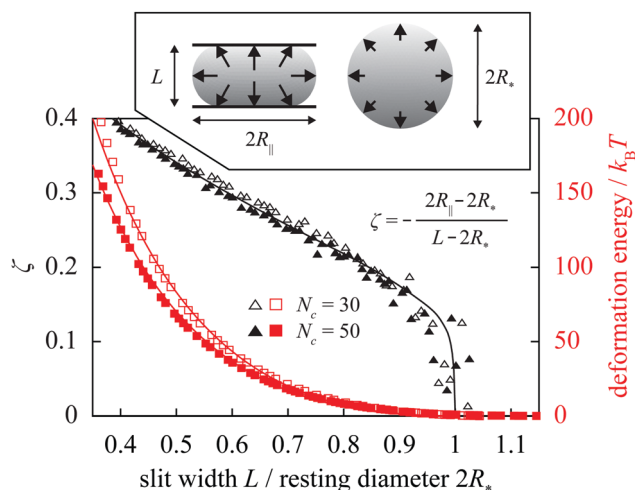 L
2R∥
2R*
ζ = − (2R∥ − 2R*) / (L − 2R*)
0.4
0.3
0.2
0.1
0
ζ
200
150
100
50
0
deformation energy / k_B T
△ □ N_c = 30
▲ ■ N_c = 50
0.4 0.5 0.6 0.7 0.8 0.9 1 1.1
slit width L / resting diameter 2R*